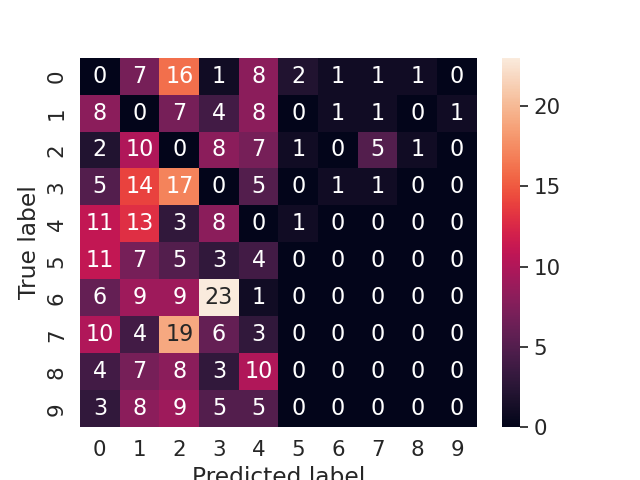 0 0 7 16 1 8 2 1 1 1 0
1 8 0 7 4 8 0 1 1 0 1
2 2 10 0 8 7 1 0 5 1 0
3 5 14 17 0 5 0 1 1 0 0
4 11 13 3 8 0 1 0 0 0 0
5 11 7 5 3 4 0 0 0 0 0
6 6 9 9 23 1 0 0 0 0 0
7 10 4 19 6 3 0 0 0 0 0
8 4 7 8 3 10 0 0 0 0 0
9 3 8 9 5 5 0 0 0 0 0
0 1 2 3 4 5 6 7 8 9
Predicted label
True label
20
15
10
5
0